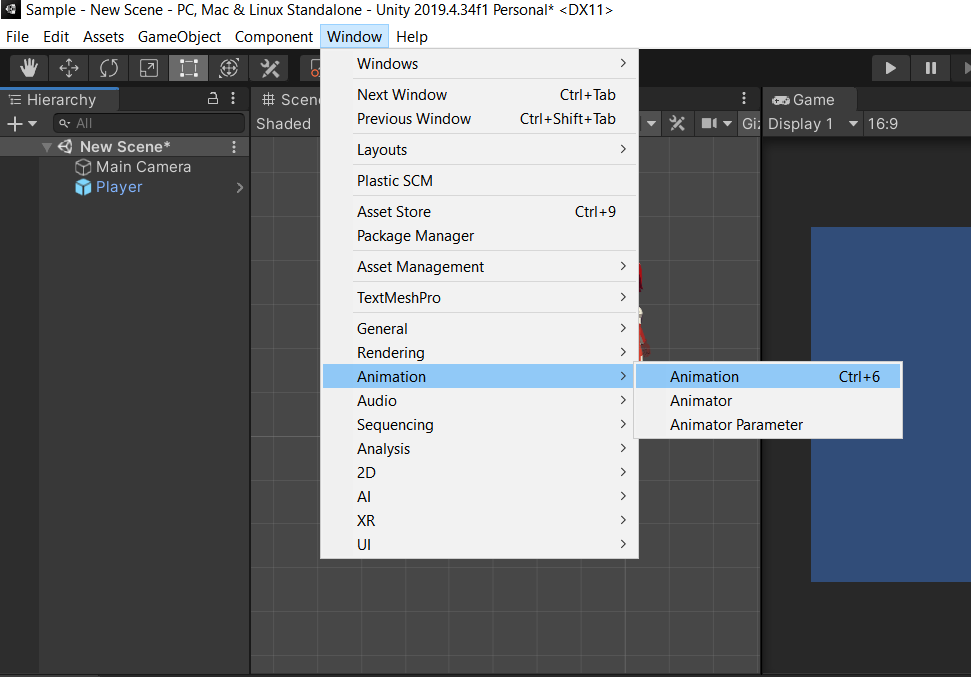 Sample - New Scene - PC, Mac & Linux Standalone - Unity 2019.4.34f1 Personal* <DX11>
File Edit Assets GameObject Component Window Help
Hierarchy
All
New Scene*
Main Camera
Player
Scene
Shaded
Windows
Next Window Ctrl+Tab
Previous Window Ctrl+Shift+Tab
Layouts
Plastic SCM
Asset Store Ctrl+9
Package Manager
Asset Management
TextMeshPro
General
Rendering
Animation
Audio
Sequencing
Analysis
2D
AI
XR
UI
Animation Ctrl+6
Animator
Animator Parameter
Giz
Game
Display 1 16:9